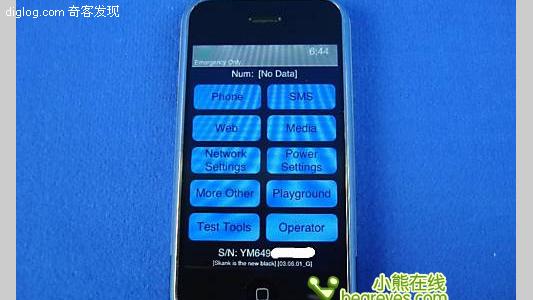 diglog.com 奇客发现
6:44
Emergency Only
Num: [No Data]
Phone SMS
Web Media
Network Settings Power Settings
More Other Playground
Test Tools Operator
S/N: YM649
[Skank is the new black] [03.06.01_G]
小熊在线
beareyes.com